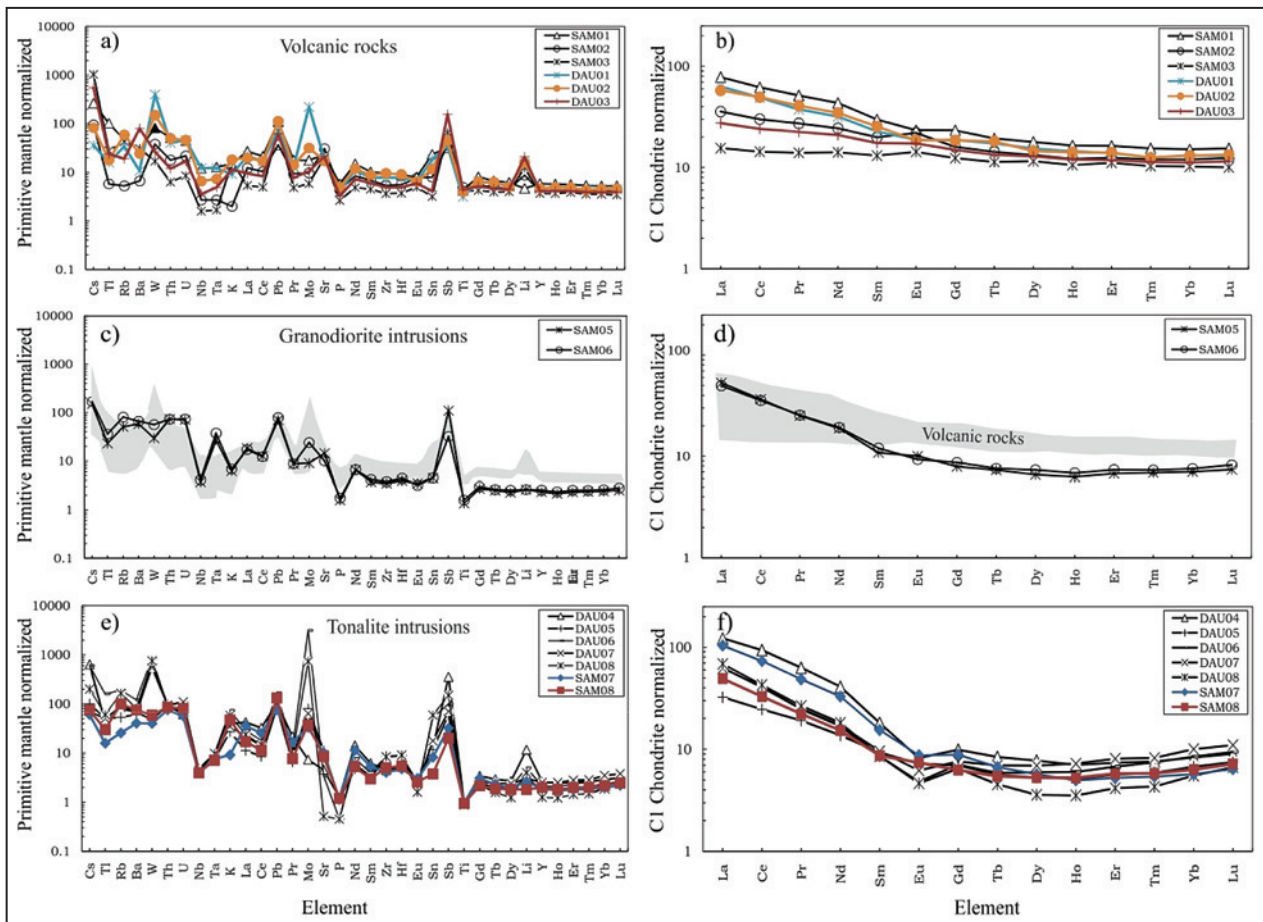 a)
Volcanic rocks
SAM01
SAM02
SAM03
DAU01
DAU02
DAU03
Primitive mantle normalized
10000
1000
100
10
1
0.1
Cs Tl Rb Ba W Th U Nb Ta K La Ce Pb Pr Mo Sr P Nd Sm Zr Hf Eu Sn Sb Ti Gd Tb Dy Li Y Ho Er Tm Yb Lu
b)
SAM01
SAM02
SAM03
DAU01
DAU02
DAU03
C1 Chondrite normalized
100
10
1
La Ce Pr Nd Sm Eu Gd Tb Dy Ho Er Tm Yb Lu
c)
Granodiorite intrusions
SAM05
SAM06
Primitive mantle normalized
10000
1000
100
10
1
0.1
Cs Tl Rb Ba W Th U Nb Ta K La Ce Pb Pr Mo Sr P Nd Sm Zr Hf Eu Sn Sb Ti Gd Tb Dy Li Y Ho Tm Yb
d)
SAM05
SAM06
Volcanic rocks
C1 Chondrite normalized
100
10
1
La Ce Pr Nd Sm Eu Gd Tb Dy Ho Er Tm Yb Lu
e)
Tonalite intrusions
DAU04
DAU05
DAU06
DAU07
DAU08
SAM07
SAM08
Primitive mantle normalized
10000
1000
100
10
1
0.1
Cs Tl Rb Ba W Th U Nb Ta K La Ce Pb Pr Mo Sr P Nd Sm Zr Hf Eu Sn Sb Ti Gd Tb Dy Li Y Ho Er Tm Yb Lu
Element
f)
DAU04
DAU05
DAU06
DAU07
DAU08
SAM07
SAM08
C1 Chondrite normalized
100
10
1
La Ce Pr Nd Sm Eu Gd Tb Dy Ho Er Tm Yb Lu
Element